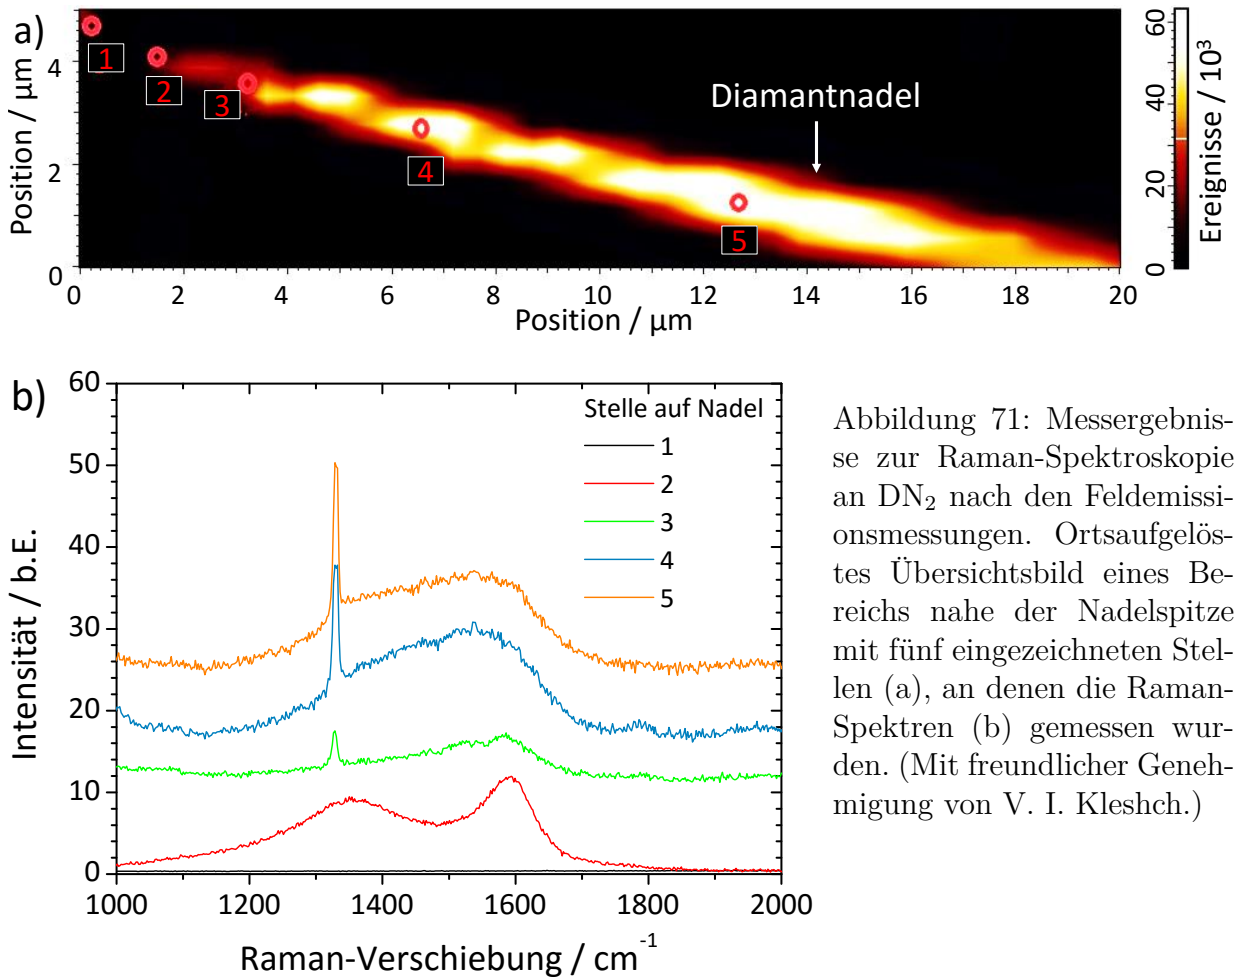 a)
Position / µm
4
2
0
1
2
3
4
5
Diamantnadel
0 2 4 6 8 10 12 14 16 18 20
Position / µm
0 20 40 60
Ereignisse / 10³
b)
Intensität / b.E.
60
50
40
30
20
10
0
Stelle auf Nadel
1
2
3
4
5
1000 1200 1400 1600 1800 2000
Raman-Verschiebung / cm⁻¹
Abbildung 71: Messergebnis-
se zur Raman-Spektroskopie
an DN₂ nach den Feldemissi-
onsmessungen. Ortsaufgelös-
tes Übersichtsbild eines Be-
reichs nahe der Nadelspitze
mit fünf eingezeichneten Stel-
len (a), an denen die Raman-
Spektren (b) gemessen wur-
den. (Mit freundlicher Geneh-
migung von V. I. Kleshch.)